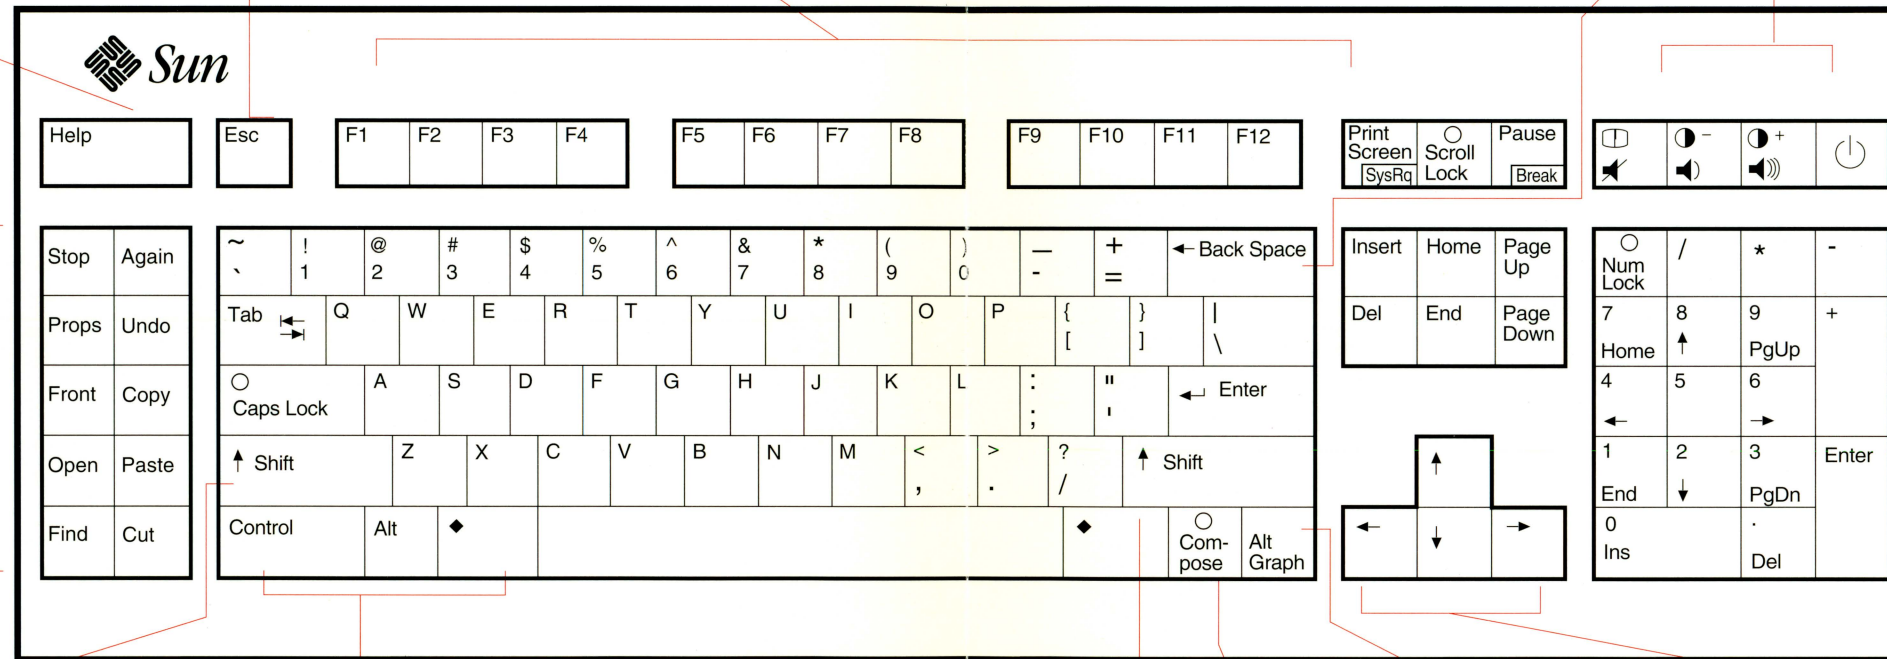 Sun
Help Esc F1 F2 F3 F4 F5 F6 F7 F8 F9 F10 F11 F12 Print Screen SysRq Scroll Lock Pause Break - +
Stop Again ~ ` ! 1 @ 2 # 3 $ 4 % 5 ^ 6 & 7 * 8 ( 9 ) 0 — - + = ← Back Space Insert Home Page Up Num Lock / * -
Props Undo Tab Q W E R T Y U I O P { [ } ] | \ Del End Page Down 7 Home 8 ↑ 9 PgUp +
Front Copy Caps Lock A S D F G H J K L : ; " ' ↵ Enter 4 ← 5 6 →
Open Paste ↑ Shift Z X C V B N M < , > . ? / ↑ Shift ↑ 1 End 2 ↓ 3 PgDn Enter
Find Cut Control Alt ◆ ◆ Com-pose Alt Graph ← ↓ → 0 Ins . Del